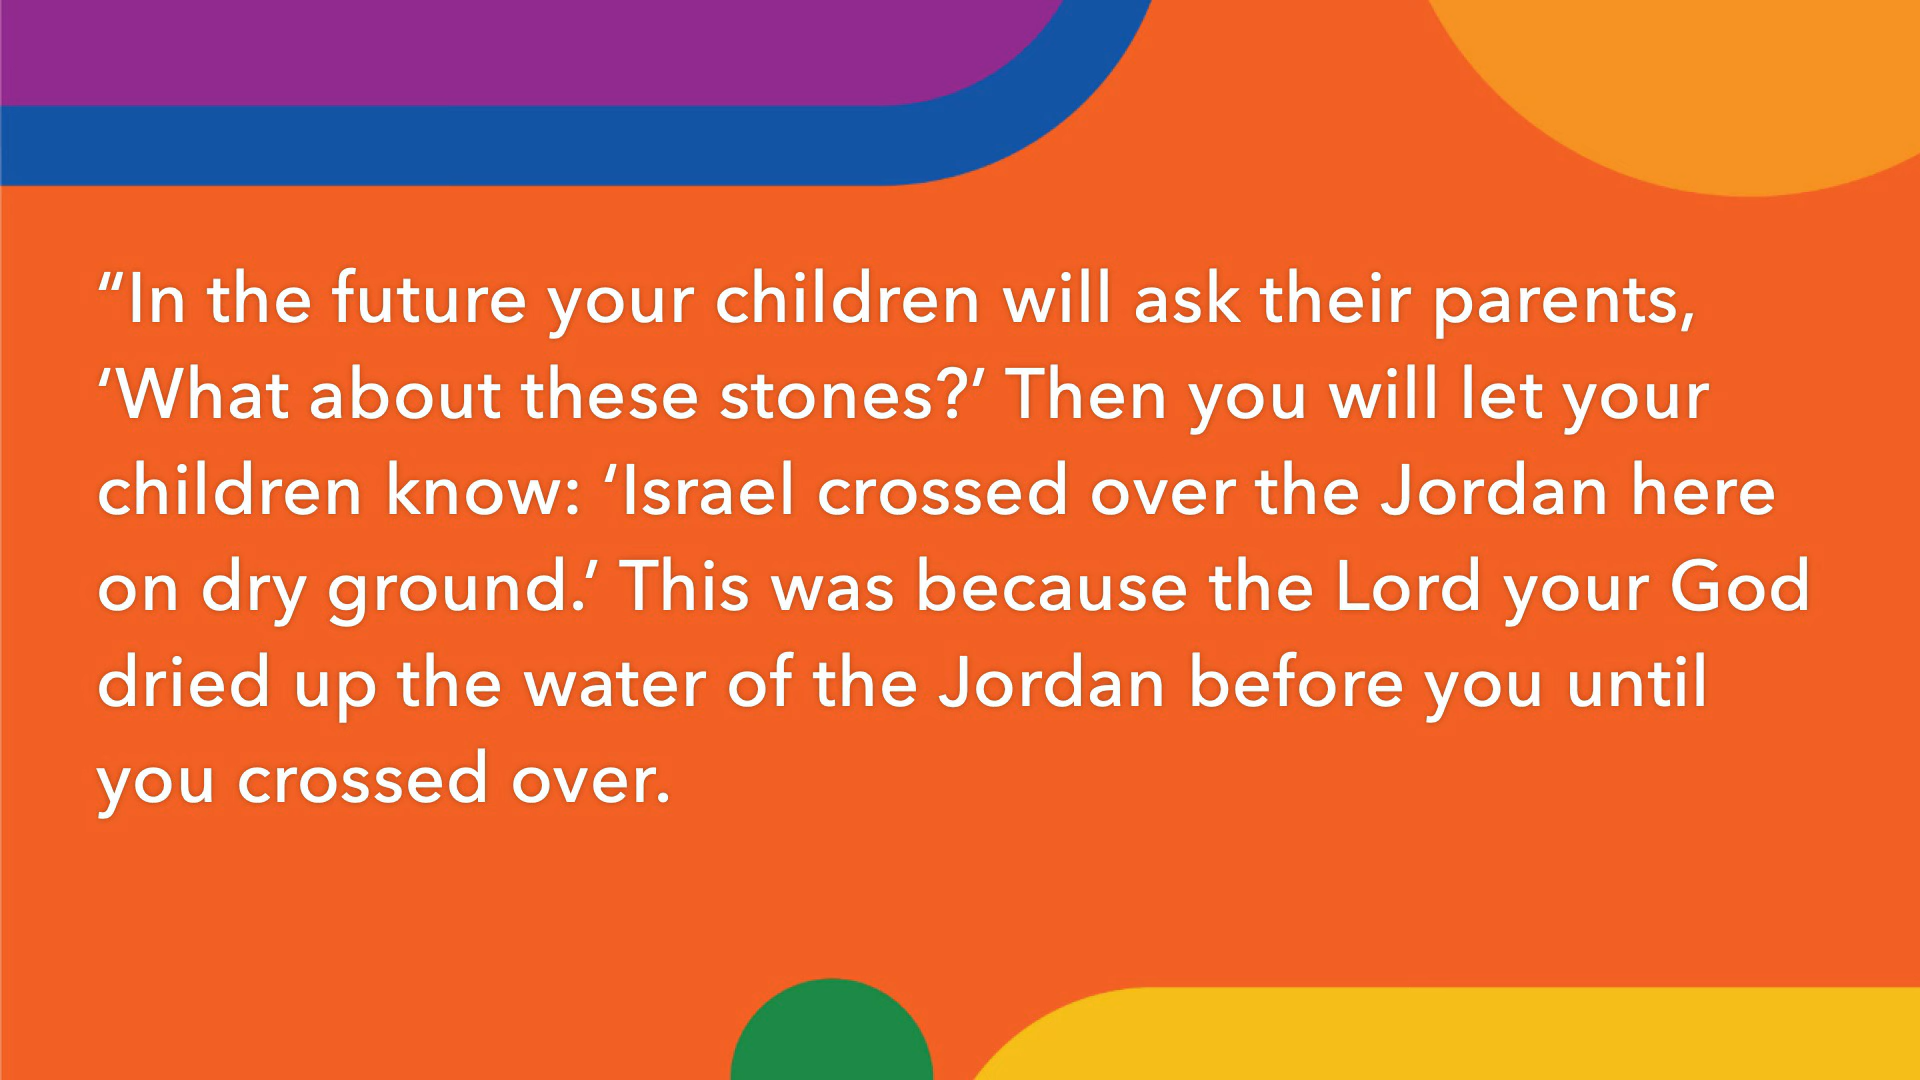 “In the future your children will ask their parents,
‘What about these stones?’ Then you will let your
children know: ‘Israel crossed over the Jordan here
on dry ground.’ This was because the Lord your God
dried up the water of the Jordan before you until
you crossed over.